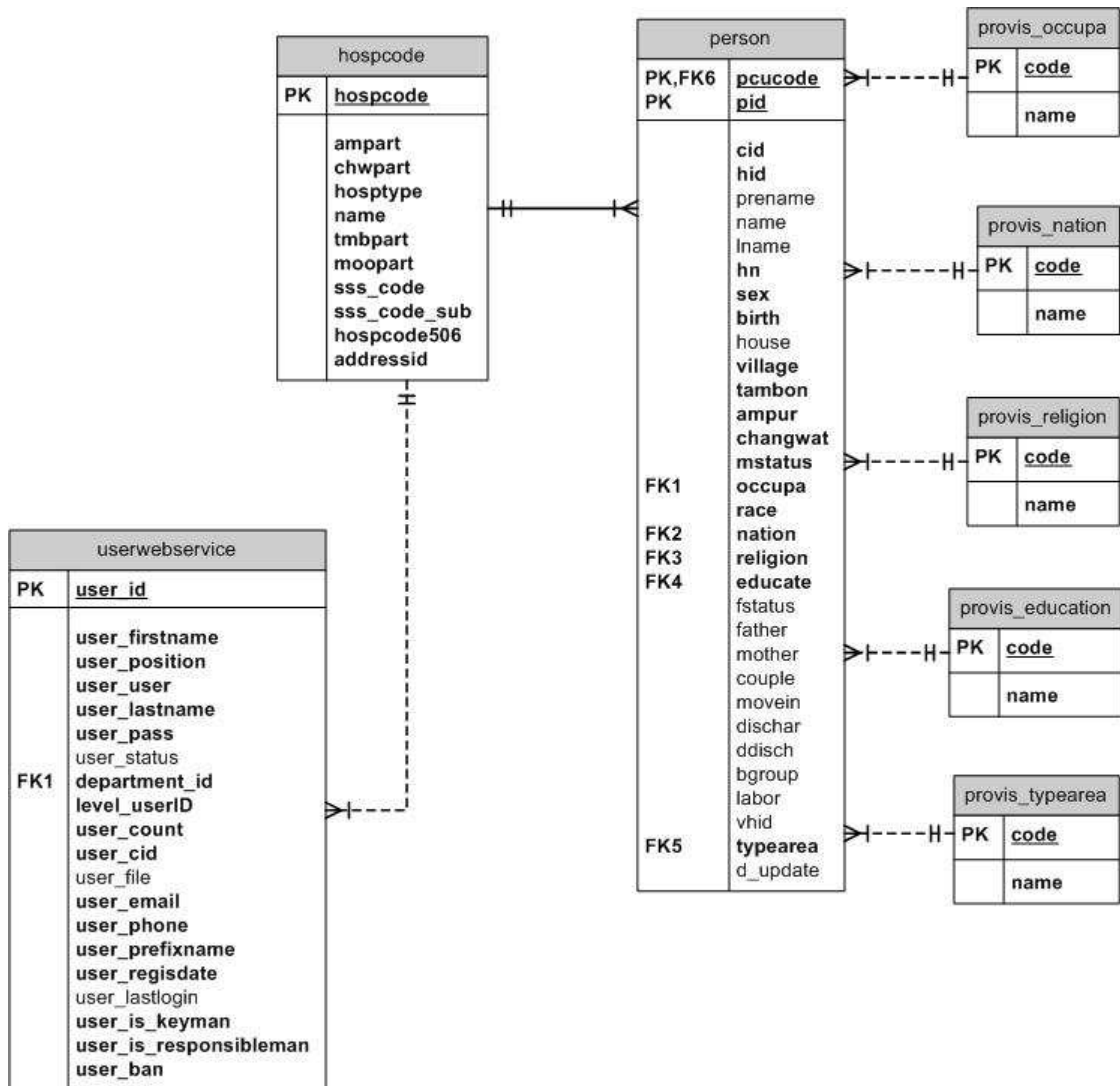 hospcode
PK hospcode
ampart
chwpart
hosptype
name
tmbpart
moopart
sss_code
sss_code_sub
hospcode506
addressid
person
PK,FK6 pcucode
PK pid
cid
hid
prename
name
lname
hn
sex
birth
house
village
tambon
ampur
changwat
mstatus
FK1 occupa
race
FK2 nation
FK3 religion
FK4 educate
fstatus
father
mother
couple
movein
dischar
ddisch
bgroup
labor
vhid
FK5 typearea
d_update
provis_occupa
PK code
name
provis_nation
PK code
name
provis_religion
PK code
name
provis_education
PK code
name
provis_typearea
PK code
name
userwebservice
PK user_id
user_firstname
user_position
user_user
user_lastname
user_pass
user_status
FK1 department_id
level_userID
user_count
user_cid
user_file
user_email
user_phone
user_prefixname
user_regisdate
user_lastlogin
user_is_keyman
user_is_responsibleman
user_ban